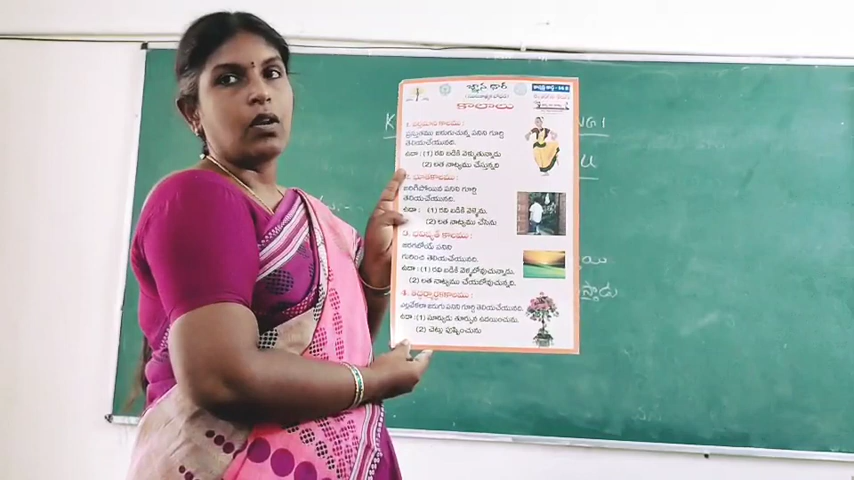 కాలాలు
1. వర్తమాన కాలము :
ప్రస్తుతము జరుగుచున్న పనిని గూర్చి
తెలియచేయునది.
ఉదా : (1) రవి బడికి వెళ్ళుతున్నాడు
(2) లత నాట్యము చేస్తున్నది
2. భూతకాలము :
జరిగిపోయిన పనిని గూర్చి
తెలియచేయునది.
ఉదా : (1) రవి బడికి వెళ్ళెను.
(2) లత నాట్యము చేసెను
3. భవిష్యత్ కాలము :
జరగబోయే పనిని
గురించి తెలియచేయునది.
ఉదా : (1) రవి బడికి వెళ్ళబోవుచున్నాడు.
(2) లత నాట్యము చేయబోవుచున్నది.
4. తద్ధర్మార్థకాలము :
ఎల్లవేళలా జరుగు పనిని గూర్చి తెలియచేయునది.
ఉదా : (1) సూర్యుడు తూర్పున ఉదయించును.
(2) చెట్లు పుష్పించును